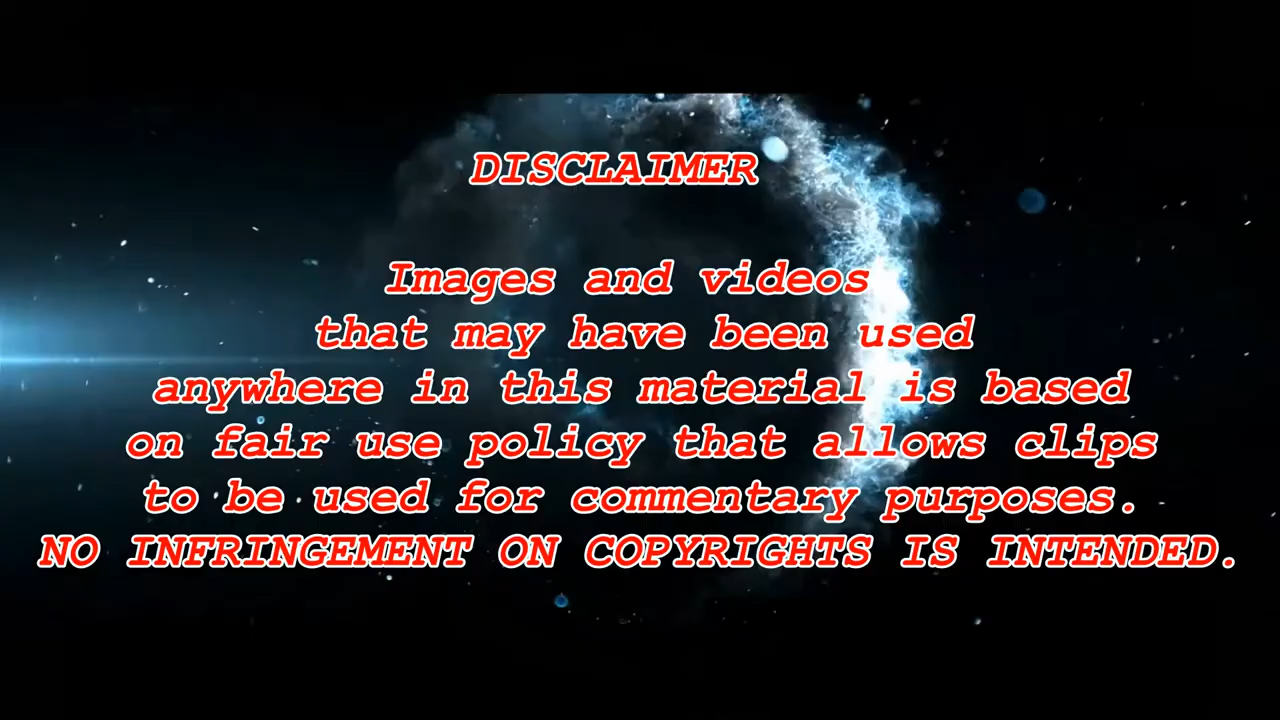 DISCLAIMER
Images and videos
that may have been used
anywhere in this material is based
on fair use policy that allows clips
to be used for commentary purposes.
NO INFRINGEMENT ON COPYRIGHTS IS INTENDED.